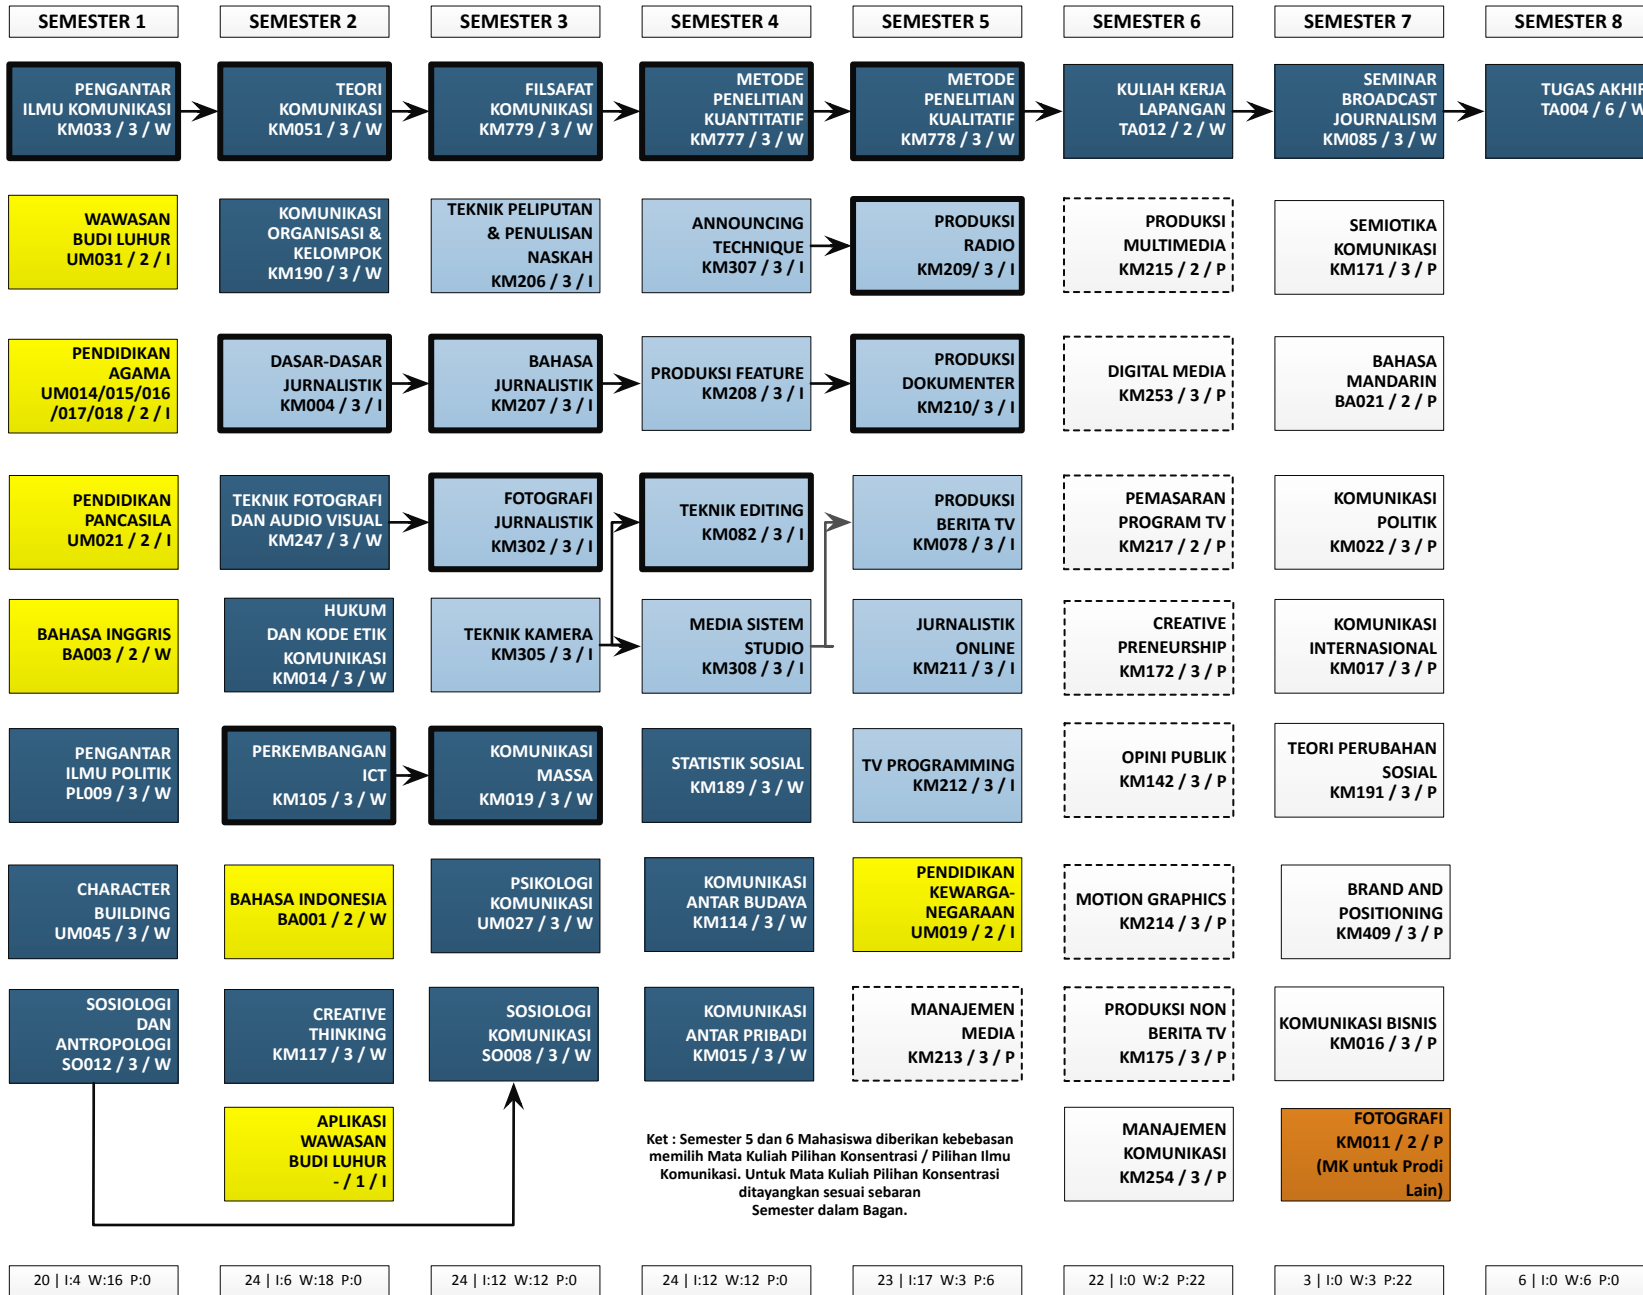 SEMESTER 1
SEMESTER 2
SEMESTER 3
SEMESTER 4
SEMESTER 5
SEMESTER 6
SEMESTER 7
SEMESTER 8
PENGANTAR
ILMU KOMUNIKASI
KM033 / 3 / W
TEORI
KOMUNIKASI
KM051 / 3 / W
FILSAFAT
KOMUNIKASI
KM779 / 3 / W
METODE
PENELITIAN
KUANTITATIF
KM777 / 3 / W
METODE
PENELITIAN
KUALITATIF
KM778 / 3 / W
KULIAH KERJA
LAPANGAN
TA012 / 2 / W
SEMINAR
BROADCAST
JOURNALISM
KM085 / 3 / W
TUGAS AKHIR
TA004 / 6 / W
WAWASAN
BUDI LUHUR
UM031 / 2 / I
KOMUNIKASI
ORGANISASI &
KELOMPOK
KM190 / 3 / W
TEKNIK PELIPUTAN
& PENULISAN
NASKAH
KM206 / 3 / I
ANNOUNCING
TECHNIQUE
KM307 / 3 / I
PRODUKSI
RADIO
KM209/ 3 / I
PRODUKSI
MULTIMEDIA
KM215 / 2 / P
SEMIOTIKA
KOMUNIKASI
KM171 / 3 / P
PENDIDIKAN
AGAMA
UM014/015/016
/017/018 / 2 / I
DASAR-DASAR
JURNALISTIK
KM004 / 3 / I
BAHASA
JURNALISTIK
KM207 / 3 / I
PRODUKSI FEATURE
KM208 / 3 / I
PRODUKSI
DOKUMENTER
KM210/ 3 / I
DIGITAL MEDIA
KM253 / 3 / P
BAHASA
MANDARIN
BA021 / 2 / P
PENDIDIKAN
PANCASILA
UM021 / 2 / I
TEKNIK FOTOGRAFI
DAN AUDIO VISUAL
KM247 / 3 / W
FOTOGRAFI
JURNALISTIK
KM302 / 3 / I
TEKNIK EDITING
KM082 / 3 / I
PRODUKSI
BERITA TV
KM078 / 3 / I
PEMASARAN
PROGRAM TV
KM217 / 2 / P
KOMUNIKASI
POLITIK
KM022 / 3 / P
BAHASA INGGRIS
BA003 / 2 / W
HUKUM
DAN KODE ETIK
KOMUNIKASI
KM014 / 3 / W
TEKNIK KAMERA
KM305 / 3 / I
MEDIA SISTEM
STUDIO
KM308 / 3 / I
JURNALISTIK
ONLINE
KM211 / 3 / I
CREATIVE
PRENEURSHIP
KM172 / 3 / P
KOMUNIKASI
INTERNASIONAL
KM017 / 3 / P
PENGANTAR
ILMU POLITIK
PL009 / 3 / W
PERKEMBANGAN
ICT
KM105 / 3 / W
KOMUNIKASI
MASSA
KM019 / 3 / W
STATISTIK SOSIAL
KM189 / 3 / W
TV PROGRAMMING
KM212 / 3 / I
OPINI PUBLIK
KM142 / 3 / P
TEORI PERUBAHAN
SOSIAL
KM191 / 3 / P
CHARACTER
BUILDING
UM045 / 3 / W
BAHASA INDONESIA
BA001 / 2 / W
PSIKOLOGI
KOMUNIKASI
UM027 / 3 / W
KOMUNIKASI
ANTAR BUDAYA
KM114 / 3 / W
PENDIDIKAN
KEWARGA-
NEGARAAN
UM019 / 2 / I
MOTION GRAPHICS
KM214 / 3 / P
BRAND AND
POSITIONING
KM409 / 3 / P
SOSIOLOGI
DAN
ANTROPOLOGI
SO012 / 3 / W
CREATIVE
THINKING
KM117 / 3 / W
SOSIOLOGI
KOMUNIKASI
SO008 / 3 / W
KOMUNIKASI
ANTAR PRIBADI
KM015 / 3 / W
MANAJEMEN
MEDIA
KM213 / 3 / P
PRODUKSI NON
BERITA TV
KM175 / 3 / P
KOMUNIKASI BISNIS
KM016 / 3 / P
APLIKASI
WAWASAN
BUDI LUHUR
- / 1 / I
Ket : Semester 5 dan 6 Mahasiswa diberikan kebebasan
memilih Mata Kuliah Pilihan Konsentrasi / Pilihan Ilmu
Komunikasi. Untuk Mata Kuliah Pilihan Konsentrasi
ditayangkan sesuai sebaran
Semester dalam Bagan.
MANAJEMEN
KOMUNIKASI
KM254 / 3 / P
FOTOGRAFI
KM011 / 2 / P
(MK untuk Prodi
Lain)
20 | I:4 W:16 P:0
24 | I:6 W:18 P:0
24 | I:12 W:12 P:0
24 | I:12 W:12 P:0
23 | I:17 W:3 P:6
22 | I:0 W:2 P:22
3 | I:0 W:3 P:22
6 | I:0 W:6 P:0